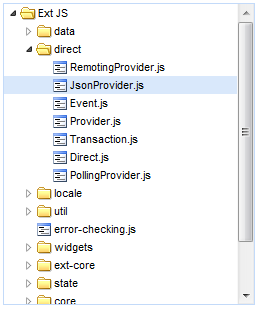 Ext JS
data
direct
RemotingProvider.js
JsonProvider.js
Event.js
Provider.js
Transaction.js
Direct.js
PollingProvider.js
locale
util
error-checking.js
widgets
ext-core
state
core